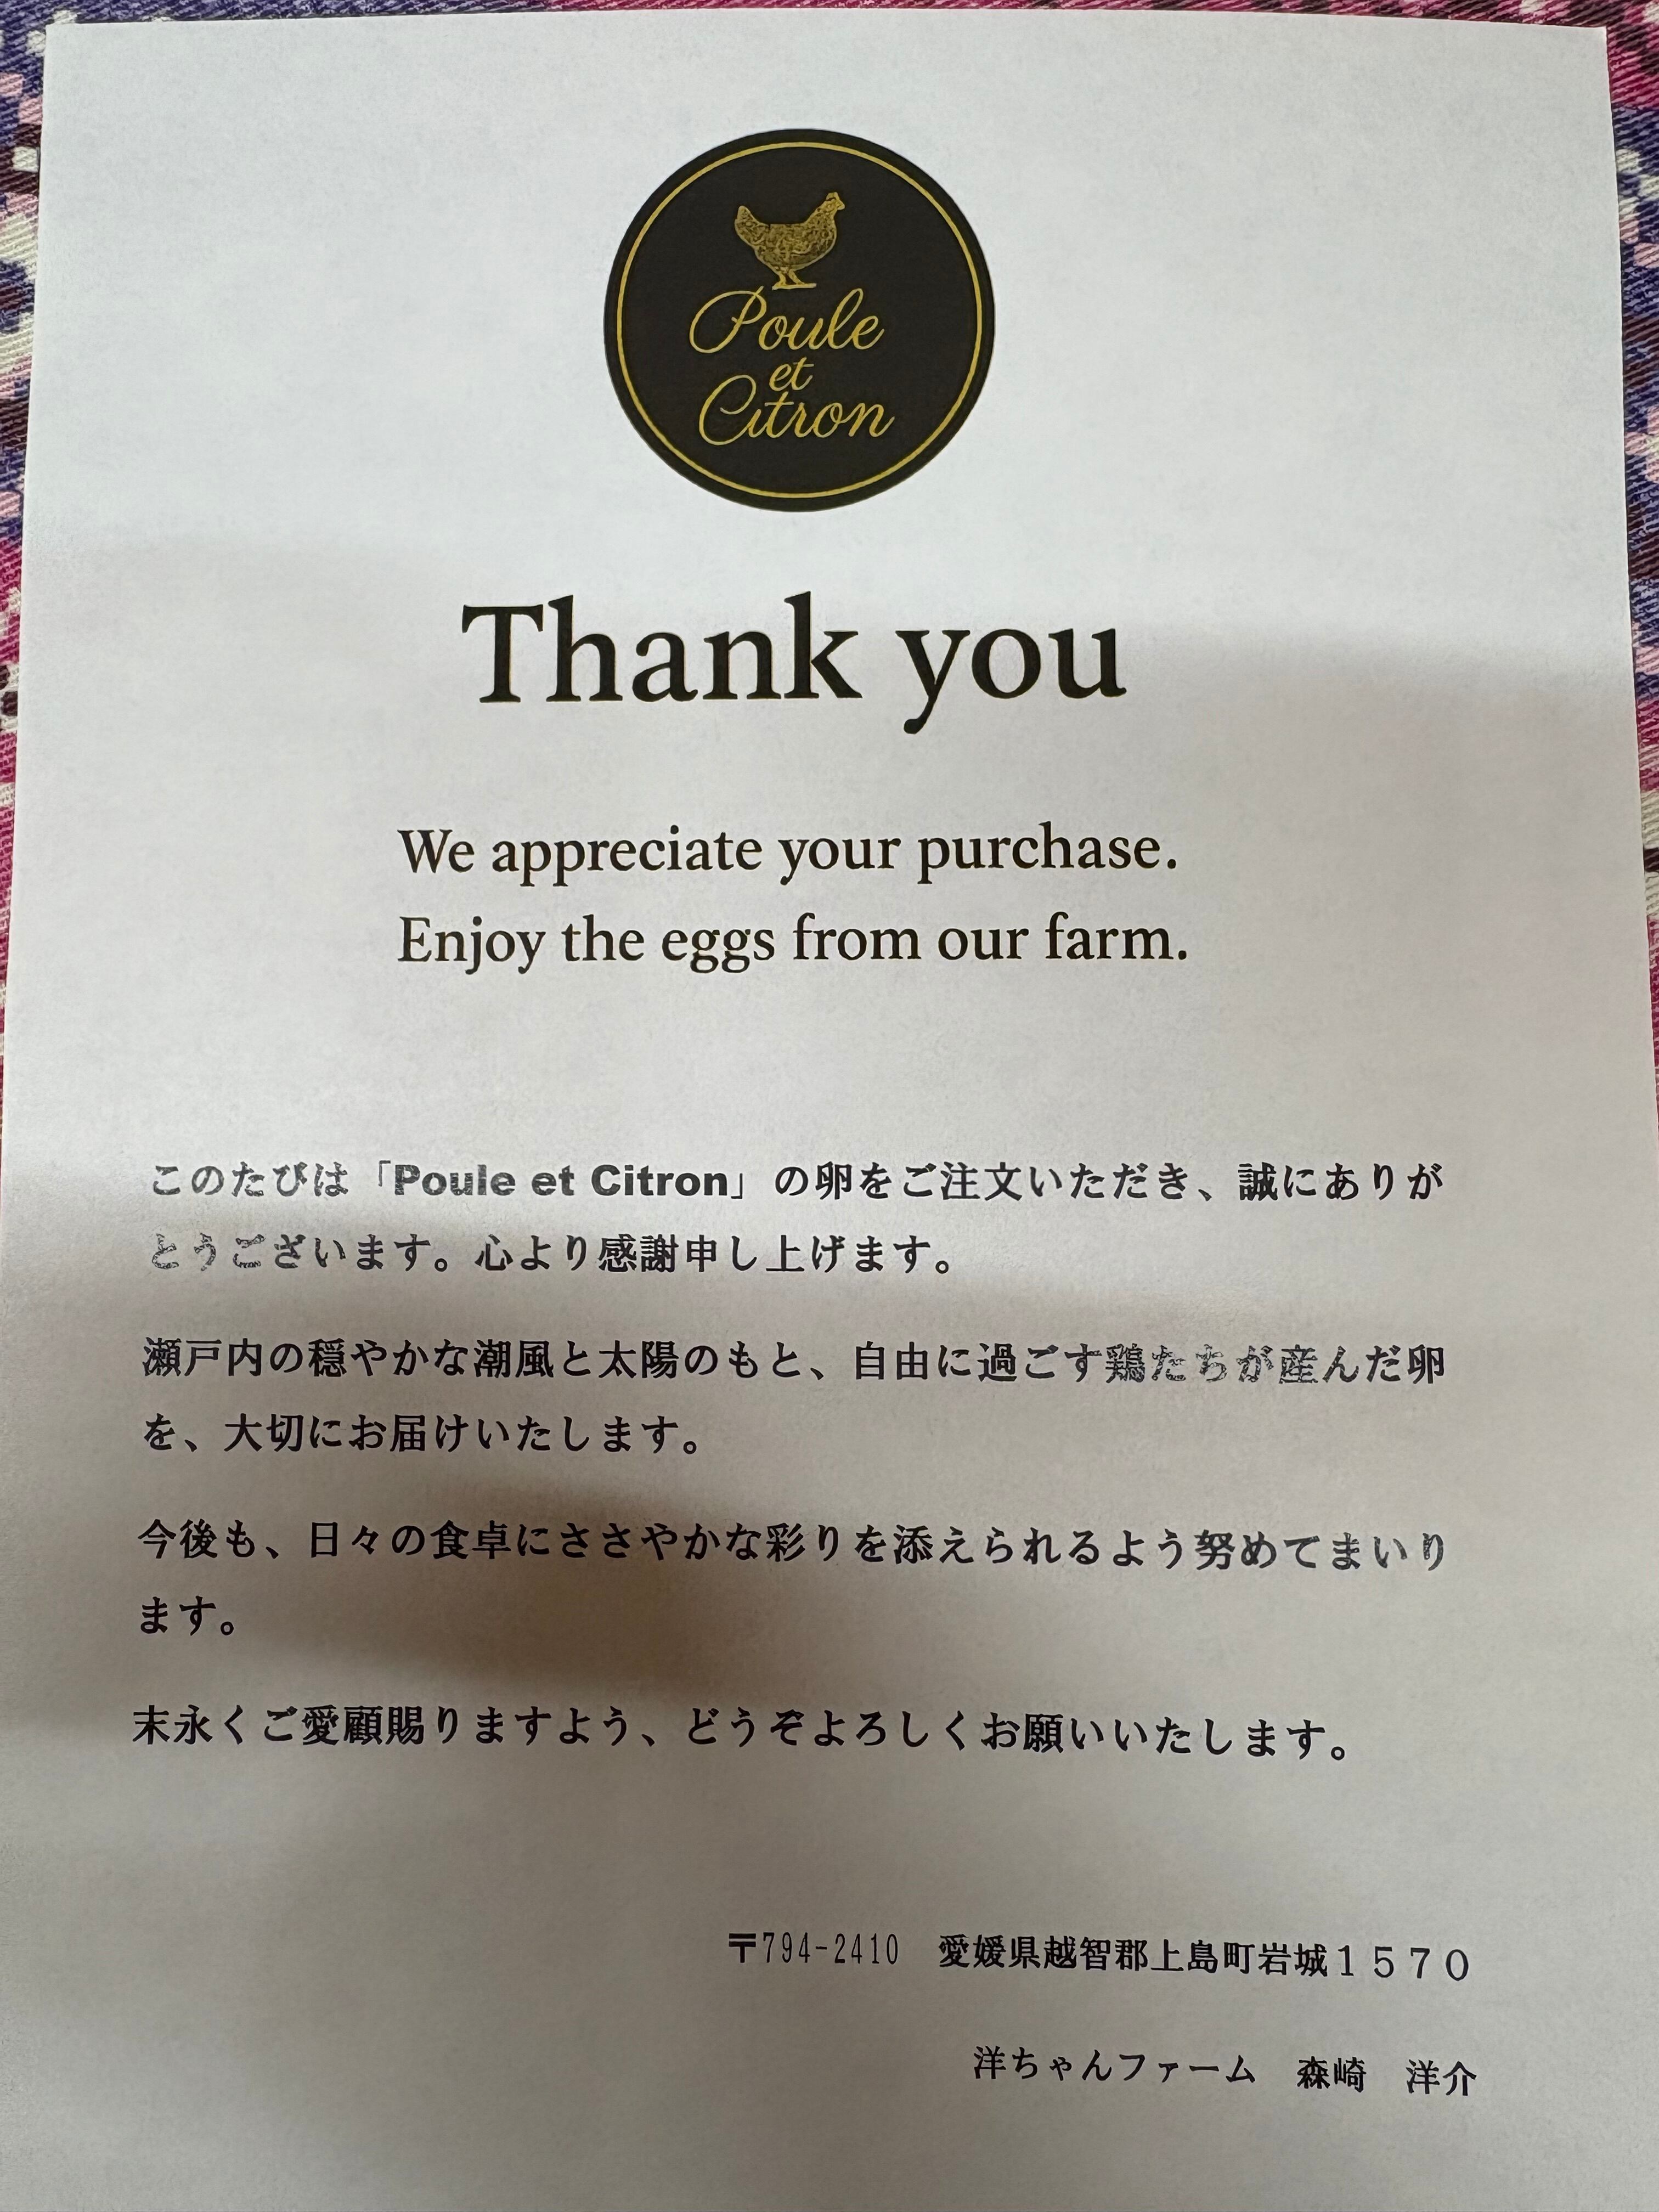 Poule
et
Citron
Thank you
We appreciate your purchase.
Enjoy the eggs from our farm.
このたびは「Poule et Citron」の卵をご注文いただき、誠にありが
とうございます。心より感謝申し上げます。
瀬戸内の穏やかな潮風と太陽のもと、自由に過ごす鶏たちが産んだ卵
を、大切にお届けいたします。
今後も、日々の食卓にささやかな彩りを添えられるよう努めてまいり
ます。
末永くご愛顧賜りますよう、どうぞよろしくお願いいたします。
〒794-2410　愛媛県越智郡上島町岩城１５７０
洋ちゃんファーム　森崎　洋介